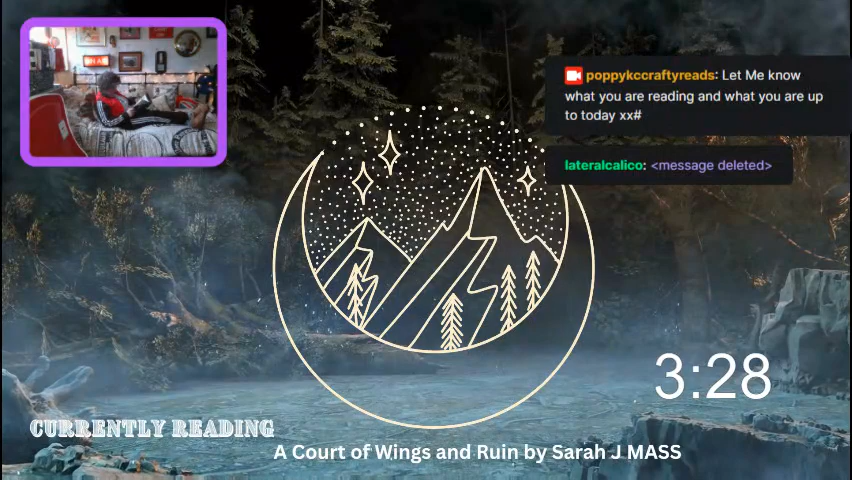 poppykccraftyreads: Let Me know
what you are reading and what you are up
to today xx#
lateralcalico: <message deleted>
3:28
CURRENTLY READING
A Court of Wings and Ruin by Sarah J MASS